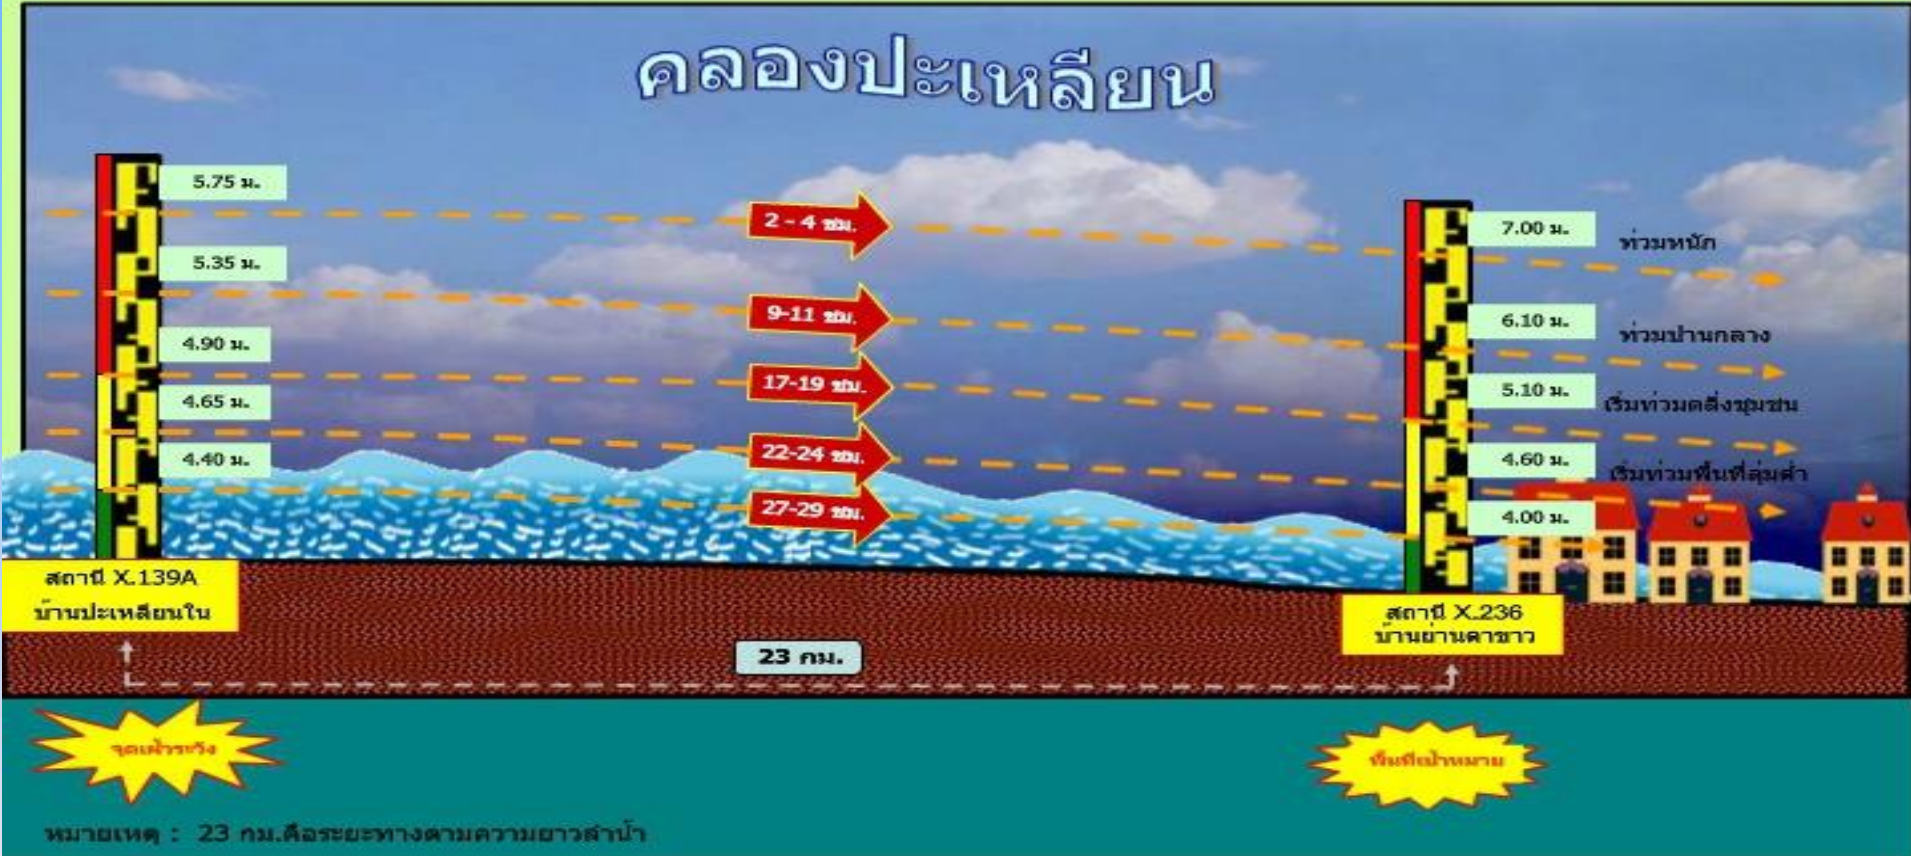 คลองปะเหลียน
5.75 ม.
2 - 4 ชม.
7.00 ม.
ท่วมหนัก
5.35 ม.
9-11 ชม.
6.10 ม.
ท่วมปานกลาง
4.90 ม.
17-19 ชม.
5.10 ม.
เริ่มท่วมตลิ่งชุมชน
4.65 ม.
22-24 ชม.
4.60 ม.
เริ่มท่วมพื้นที่ลุ่มต่ำ
4.40 ม.
27-29 ชม.
4.00 ม.
สถานี X.139A
บ้านปะเหลียนใน
สถานี X.236
บ้านย่านตาขาว
23 กม.
จุดเฝ้าระวัง
พื้นที่เป้าหมาย
หมายเหตุ : 23 กม.คือระยะทางตามความยาวลำน้ำ